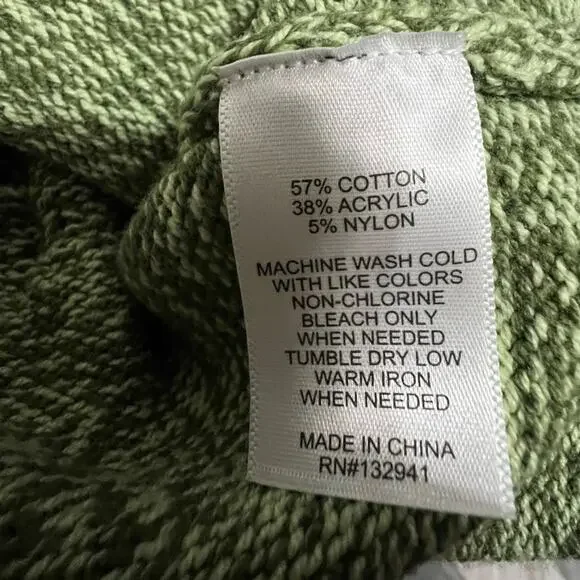 57% COTTON
38% ACRYLIC
5% NYLON
MACHINE WASH COLD
WITH LIKE COLORS
NON-CHLORINE
BLEACH ONLY
WHEN NEEDED
TUMBLE DRY LOW
WARM IRON
WHEN NEEDED
MADE IN CHINA
RN#132941